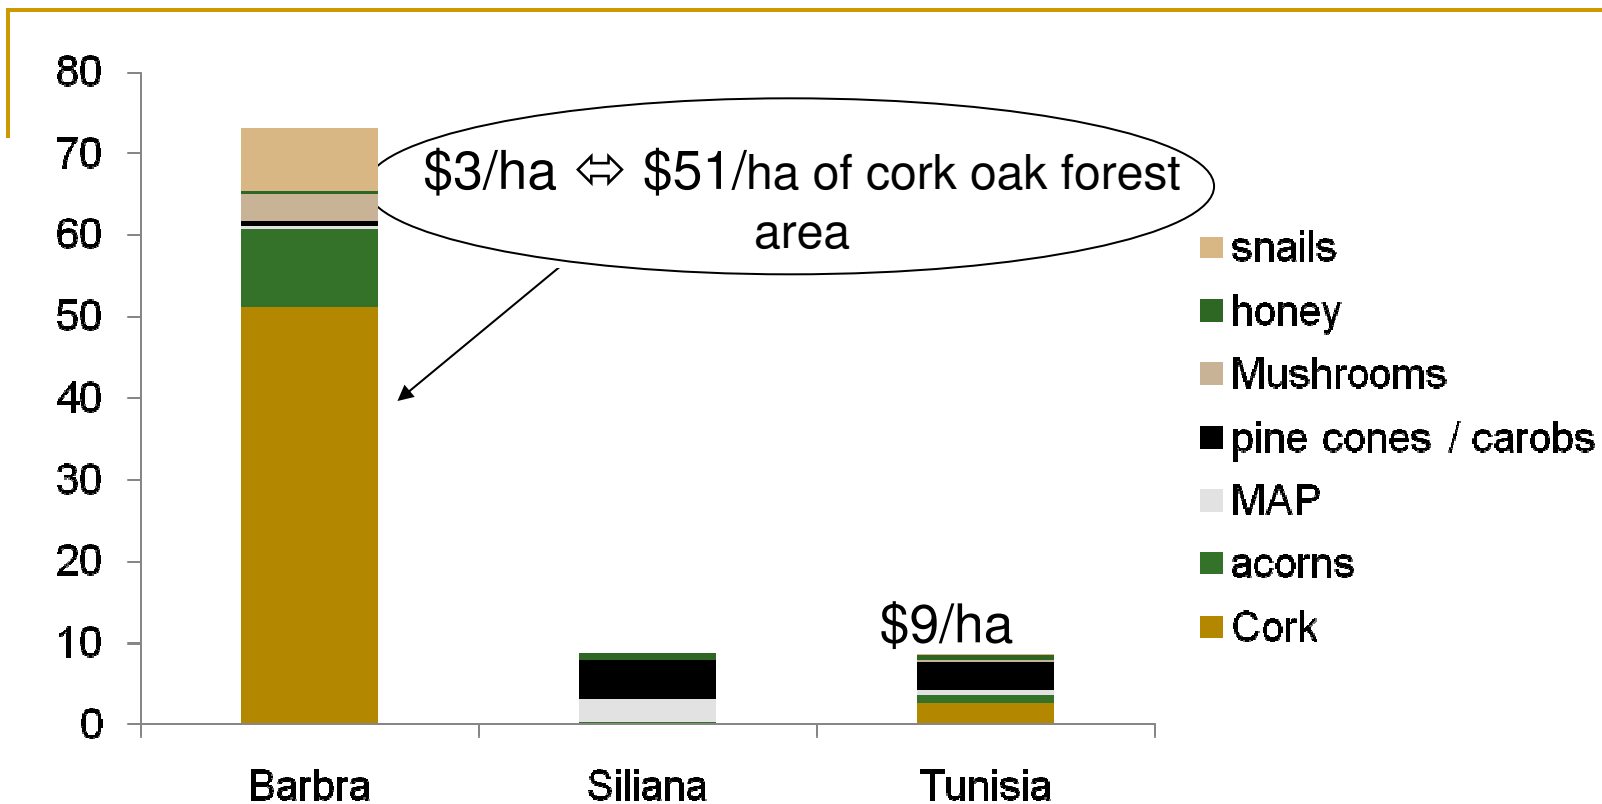 80
70
60
50
40
30
20
10
0
$3/ha ⬄ $51/ha of cork oak forest
area
$9/ha
Barbra
Siliana
Tunisia
snails
honey
Mushrooms
pine cones / carobs
MAP
acorns
Cork